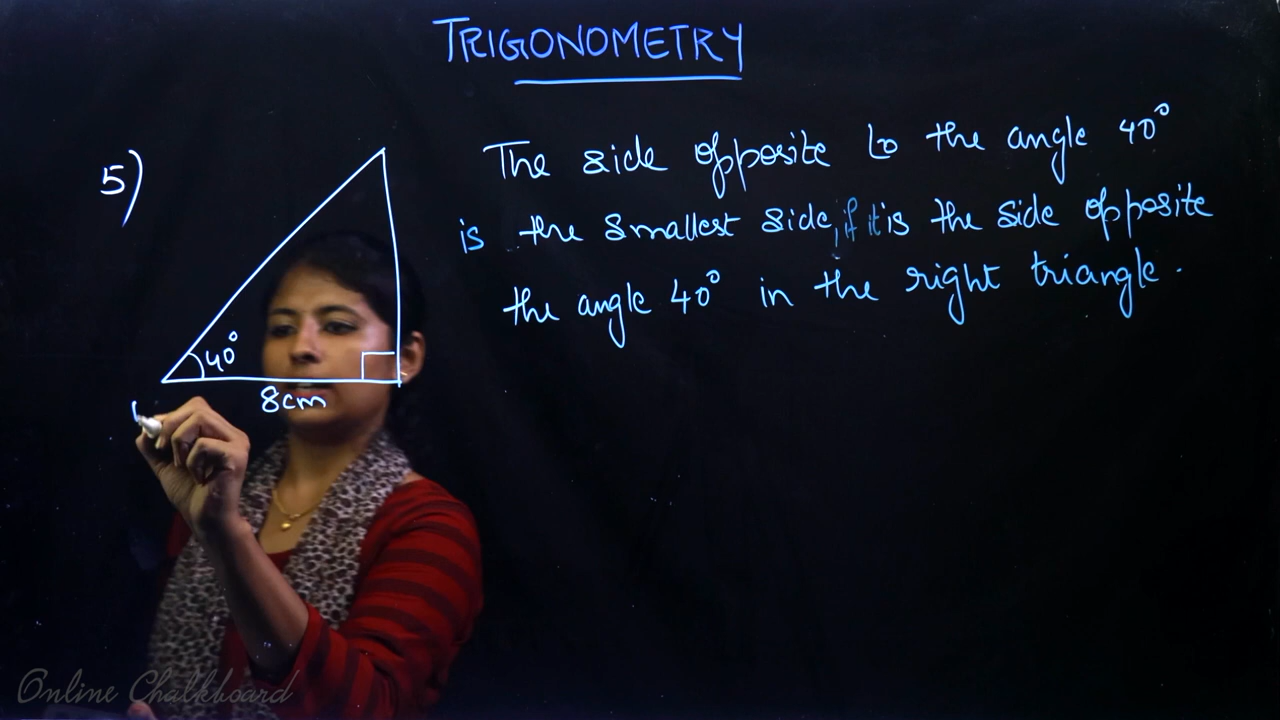 TRIGONOMETRY
5)
The side opposite to the angle 40°
is the smallest side, if it is the side opposite
the angle 40° in the right triangle.
40°
8cm
Online Chalkboard